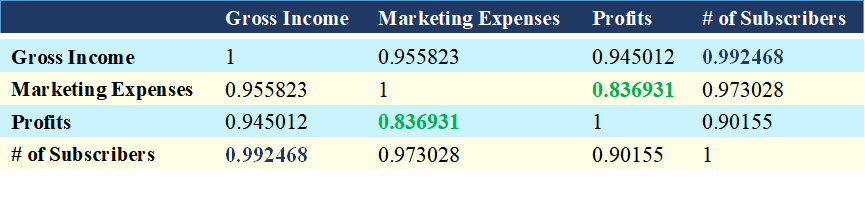 Gross Income Marketing Expenses Profits # of Subscribers
Gross Income 1 0.955823 0.945012 0.992468
Marketing Expenses 0.955823 1 0.836931 0.973028
Profits 0.945012 0.836931 1 0.90155
# of Subscribers 0.992468 0.973028 0.90155 1